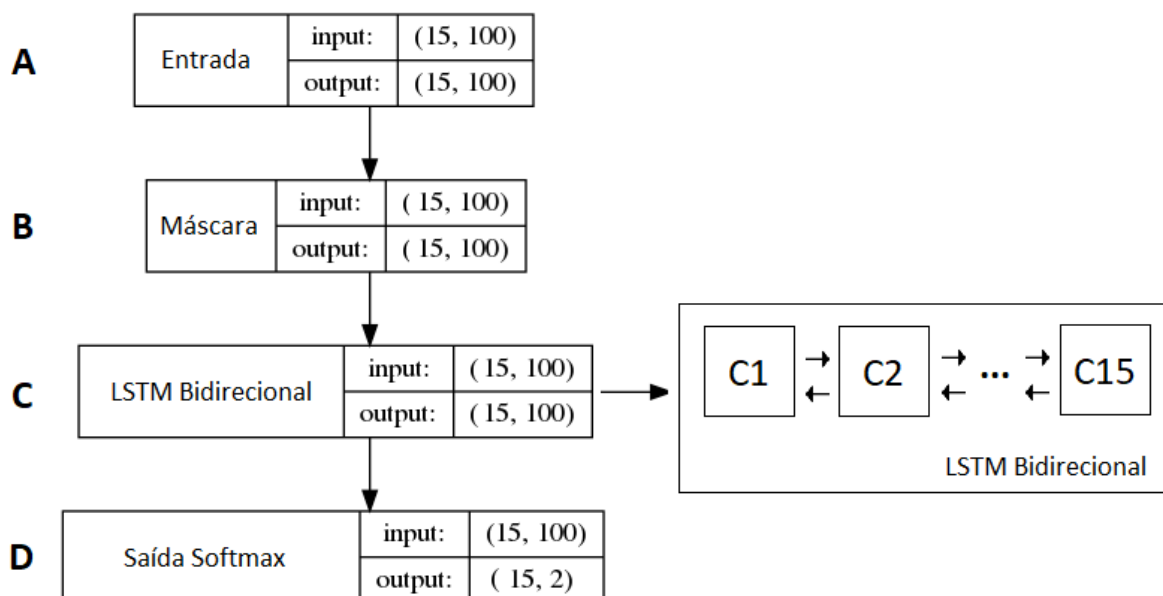 A
Entrada
input: (15, 100)
output: (15, 100)
B
Máscara
input: ( 15, 100)
output: ( 15, 100)
C
LSTM Bidirecional
input: (15, 100)
output: (15, 100)
C1 C2 ... C15
LSTM Bidirecional
D
Saída Softmax
input: (15, 100)
output: ( 15, 2)